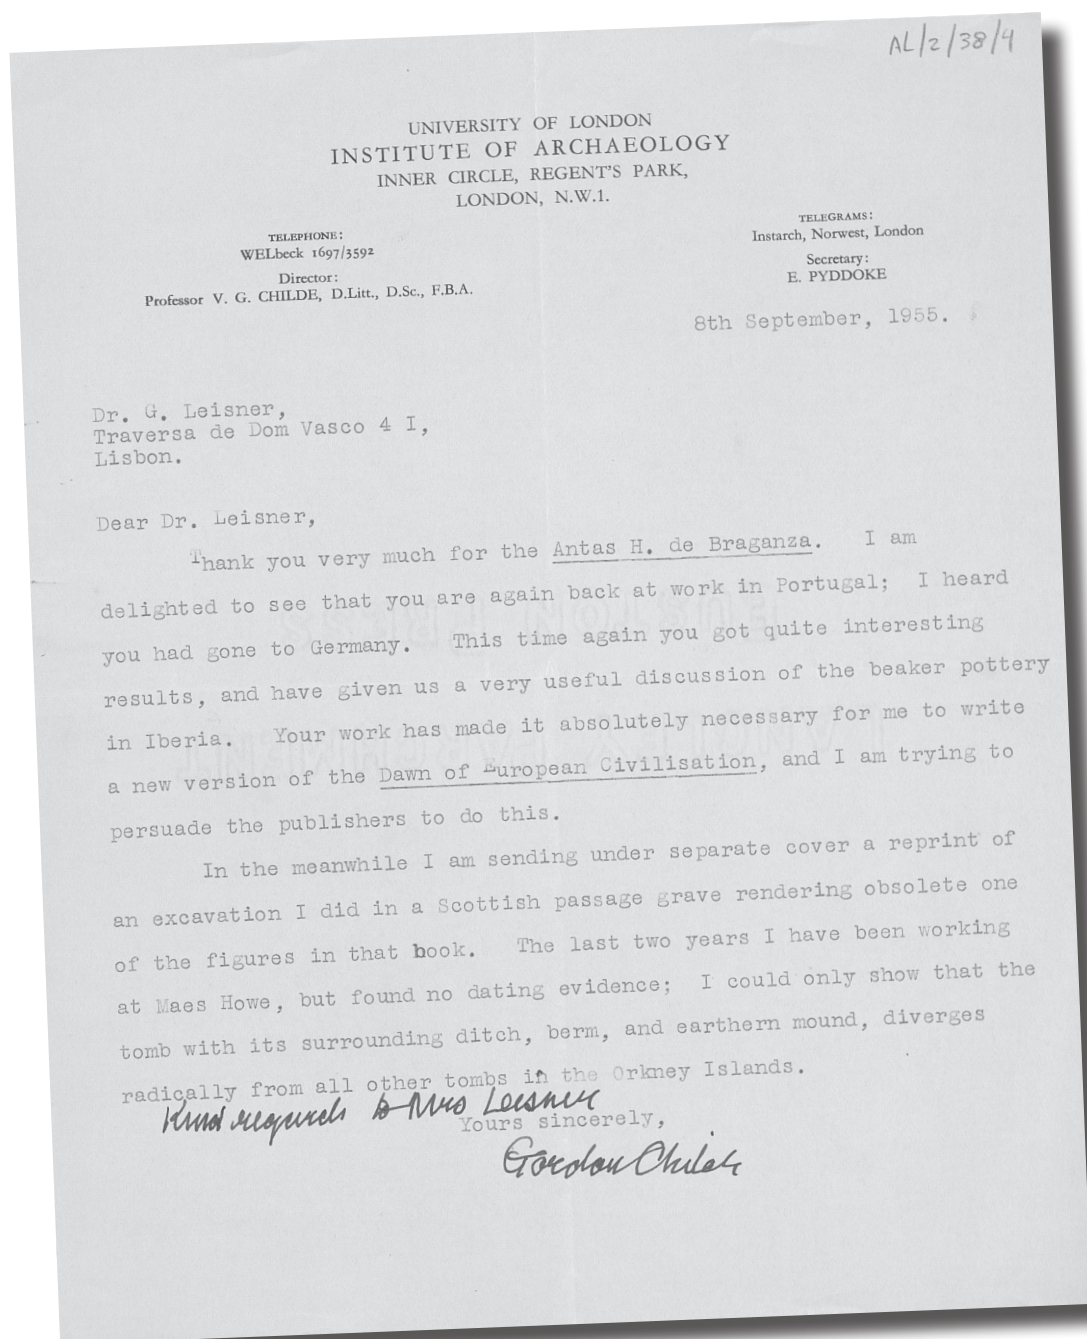 AL/2/38/4
UNIVERSITY OF LONDON
INSTITUTE OF ARCHAEOLOGY
INNER CIRCLE, REGENT'S PARK,
LONDON, N.W.1.
TELEPHONE:
WELbeck 1697/3592
Director:
Professor V. G. CHILDE, D.Litt., D.Sc., F.B.A.
TELEGRAMS:
Instarch, Norwest, London
Secretary:
E. PYDDOKE
8th September, 1955.
Dr. G. Leisner,
Traversa de Dom Vasco 4 I,
Lisbon.
Dear Dr. Leisner,
Thank you very much for the Antas H. de Braganza. I am
delighted to see that you are again back at work in Portugal; I heard
you had gone to Germany. This time again you got quite interesting
results, and have given us a very useful discussion of the beaker pottery
in Iberia. Your work has made it absolutely necessary for me to write
a new version of the Dawn of European Civilisation, and I am trying to
persuade the publishers to do this.
In the meanwhile I am sending under separate cover a reprint of
an excavation I did in a Scottish passage grave rendering obsolete one
of the figures in that book. The last two years I have been working
at Maes Howe, but found no dating evidence; I could only show that the
tomb with its surrounding ditch, berm, and earthern mound, diverges
radically from all other tombs in the Orkney Islands.
Kind regards to Mrs Leisner
Yours sincerely,
Gordon Childe